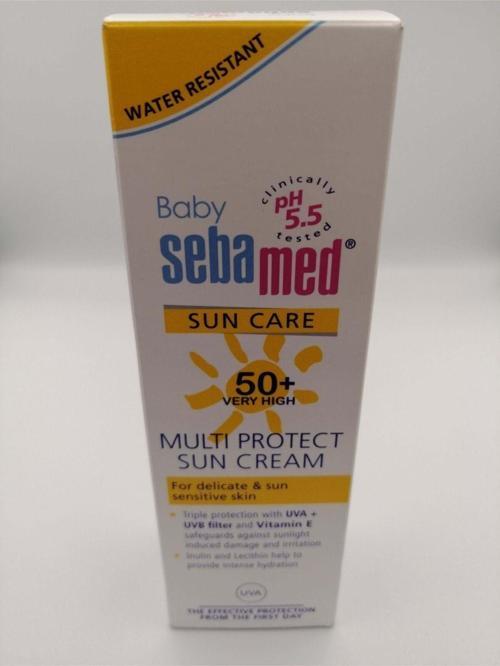 WATER RESISTANT
clinically
pH
5.5
tested
Baby
sebamed®
SUN CARE
50+
VERY HIGH
MULTI PROTECT
SUN CREAM
For delicate & sun
sensitive skin
Triple protection with UVA +
UVB filter and Vitamin E
safeguards against sunlight
induced damage and irritation
Inulin and Lecithin help to
provide intense hydration
UVA
THE EFFECTIVE PROTECTION
FROM THE FIRST DAY